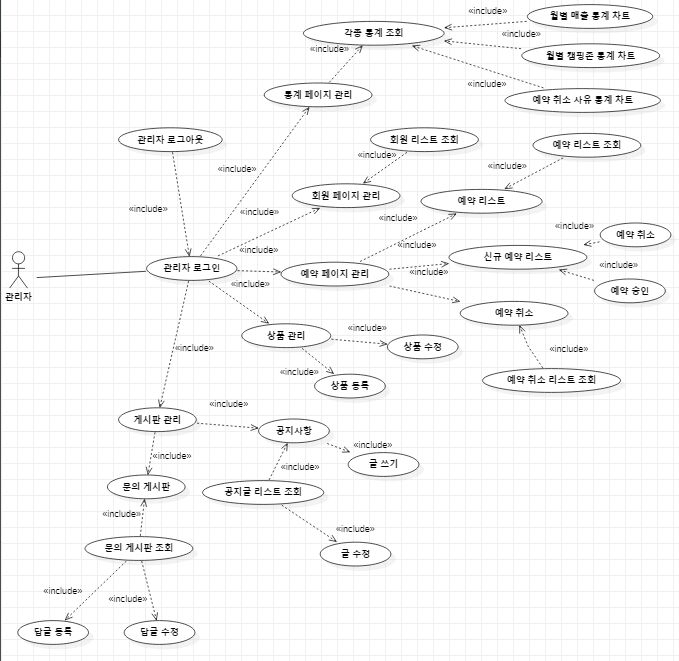 «include»
월별 매출 통계 차트
각종 통계 조회
«include»
«include»
월별 캠핑존 통계 차트
«include»
통계 페이지 관리
예약 취소 사유 통계 차트
관리자 로그아웃
회원 리스트 조회
예약 리스트 조회
«include»
«include»
«include»
회원 페이지 관리
예약 리스트
«include»
«include»
«include»
«include»
예약 취소
«include»
«include»
신규 예약 리스트
관리자 로그인
예약 페이지 관리
«include»
«include»
«include»
예약 승인
관리자
예약 취소
«include»
상품 관리
«include»
상품 수정
«include»
«include»
상품 등록
예약 취소 리스트 조회
«include»
게시판 관리
공지사항
«include»
«include»
글 쓰기
«include»
문의 게시판
공지글 리스트 조회
«include»
«include»
문의 게시판 조회
글 수정
«include»
«include»
답글 등록
답글 수정